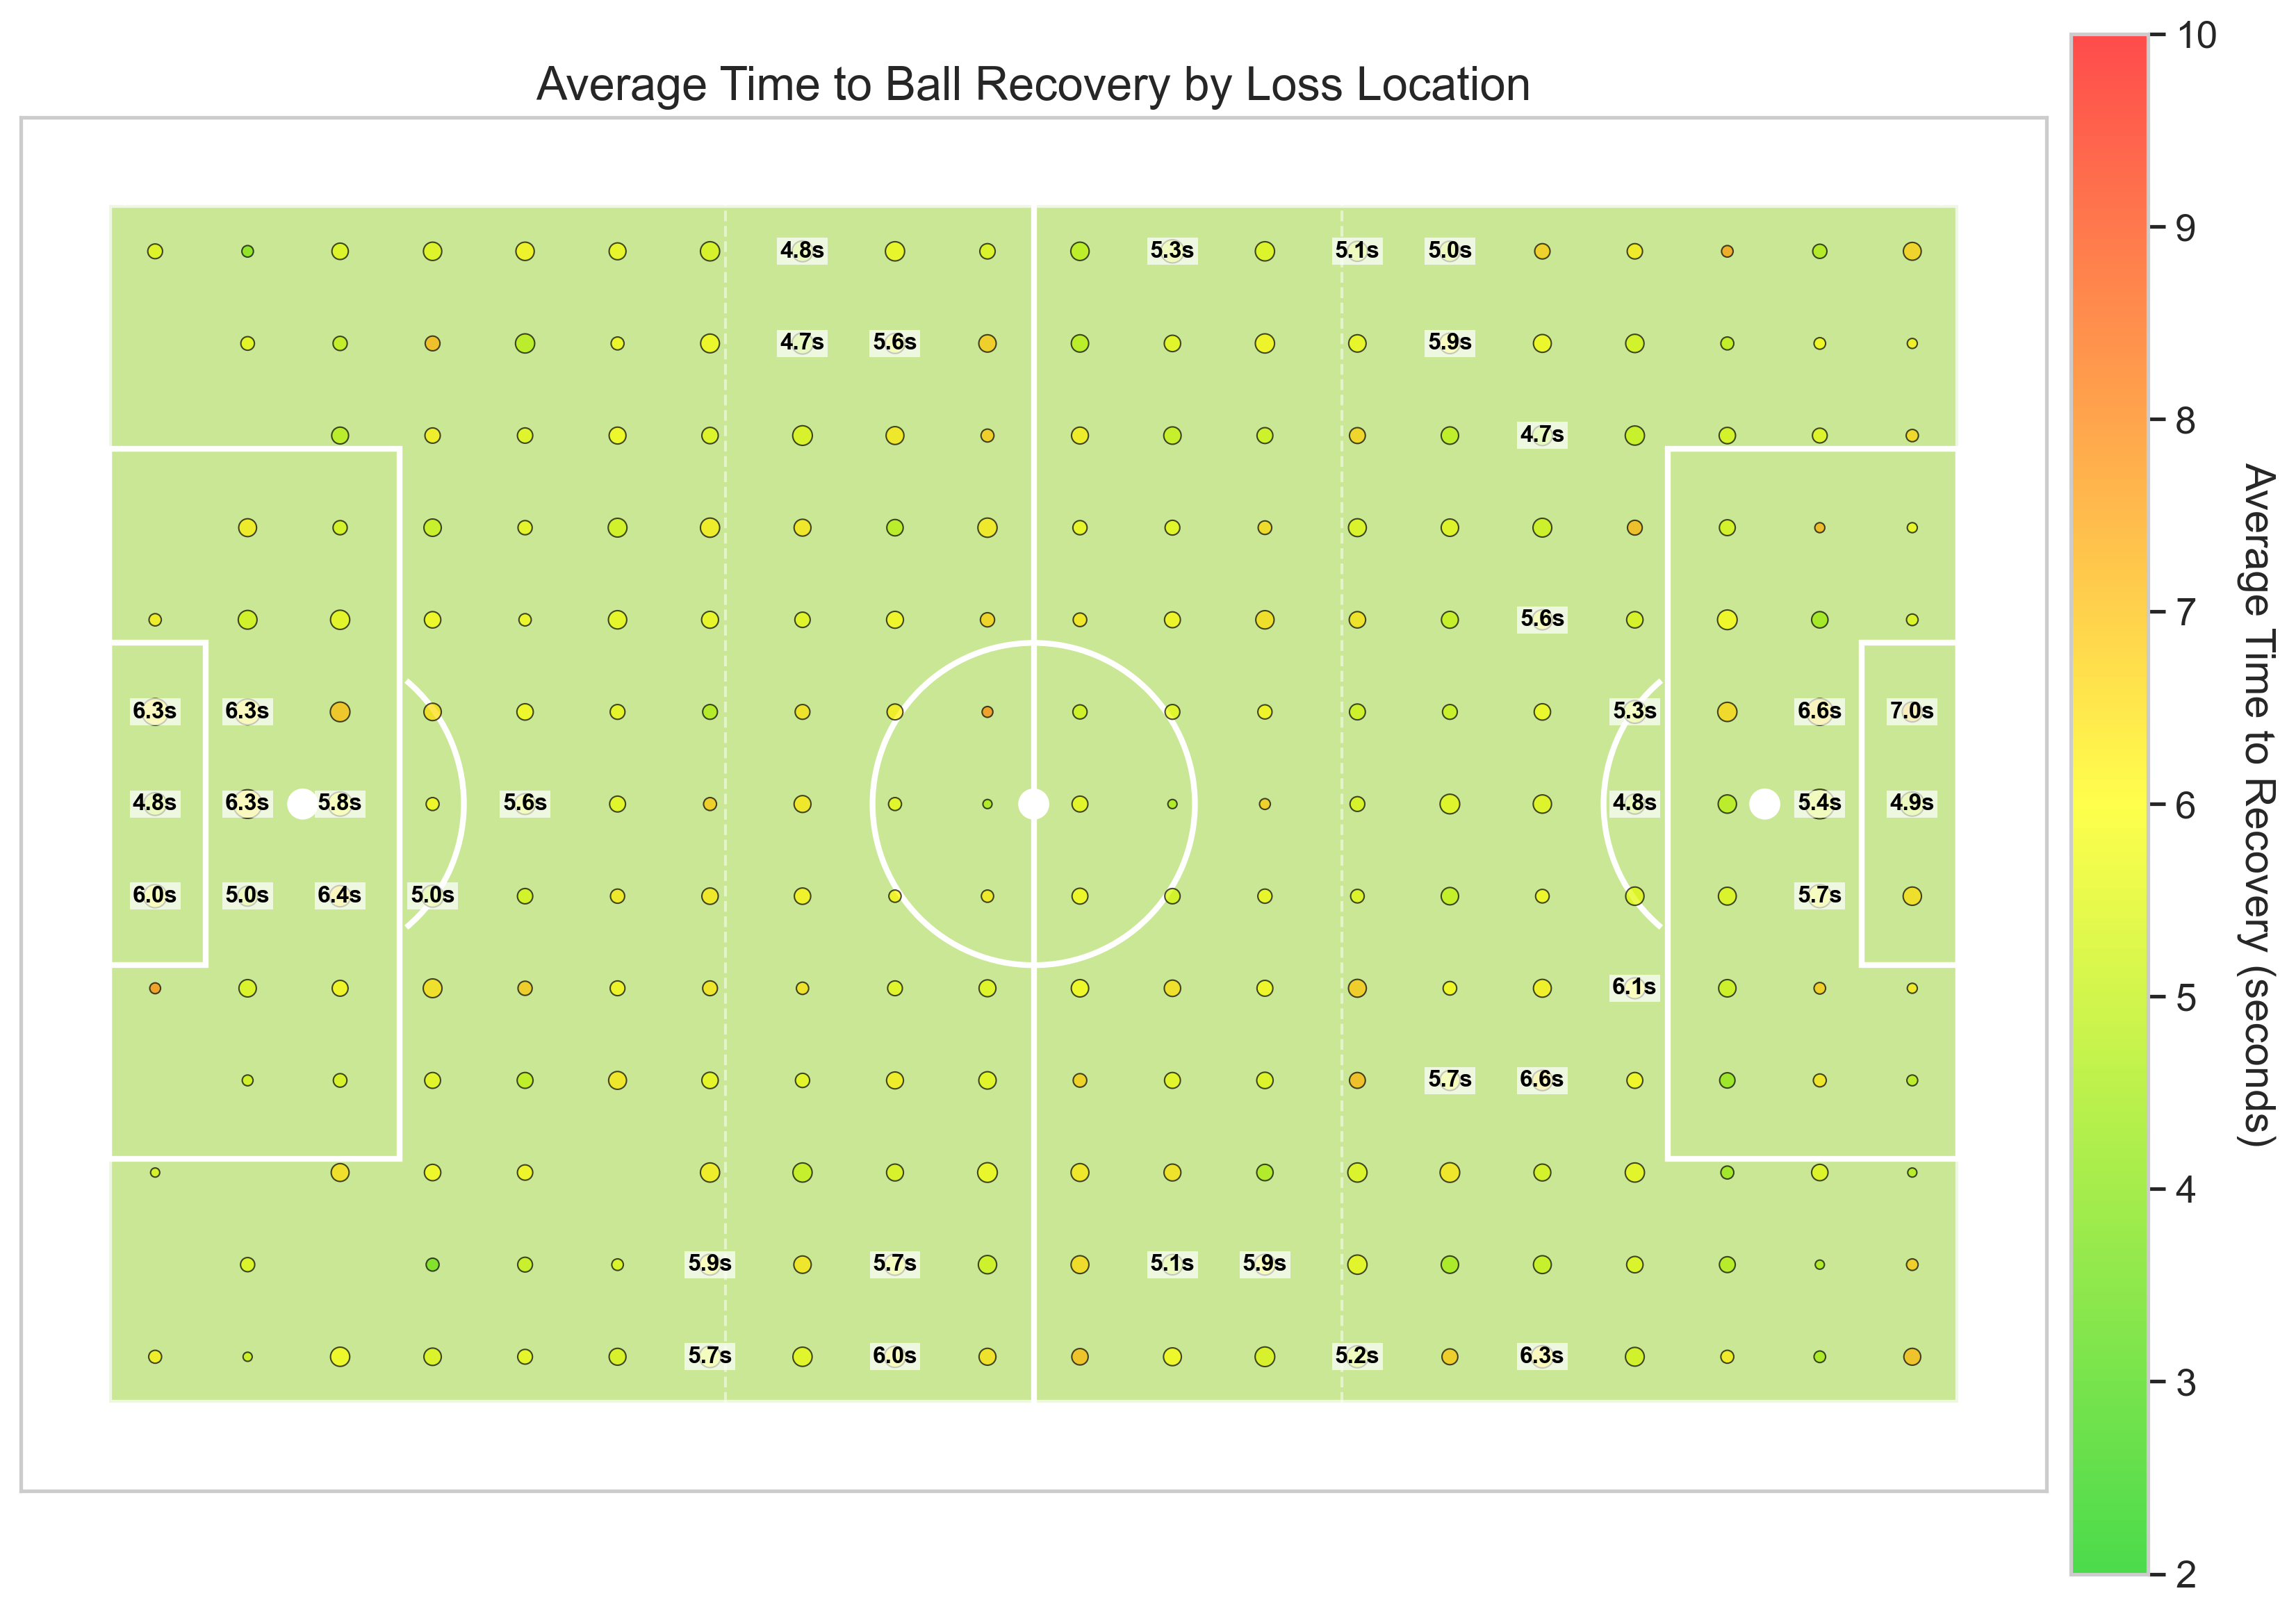 Average Time to Ball Recovery by Loss Location
4.8s 5.3s 5.1s 5.0s
4.7s 5.6s 5.9s
4.7s
5.6s
6.3s 6.3s 5.3s 6.6s 7.0s
4.8s 6.3s 5.8s 5.6s 4.8s 5.4s 4.9s
6.0s 5.0s 6.4s 5.0s 5.7s
6.1s
5.7s 6.6s
5.9s 5.7s 5.1s 5.9s
5.7s 6.0s 5.2s 6.3s
10
9
8
7
6
5
4
3
2
Average Time to Recovery (seconds)